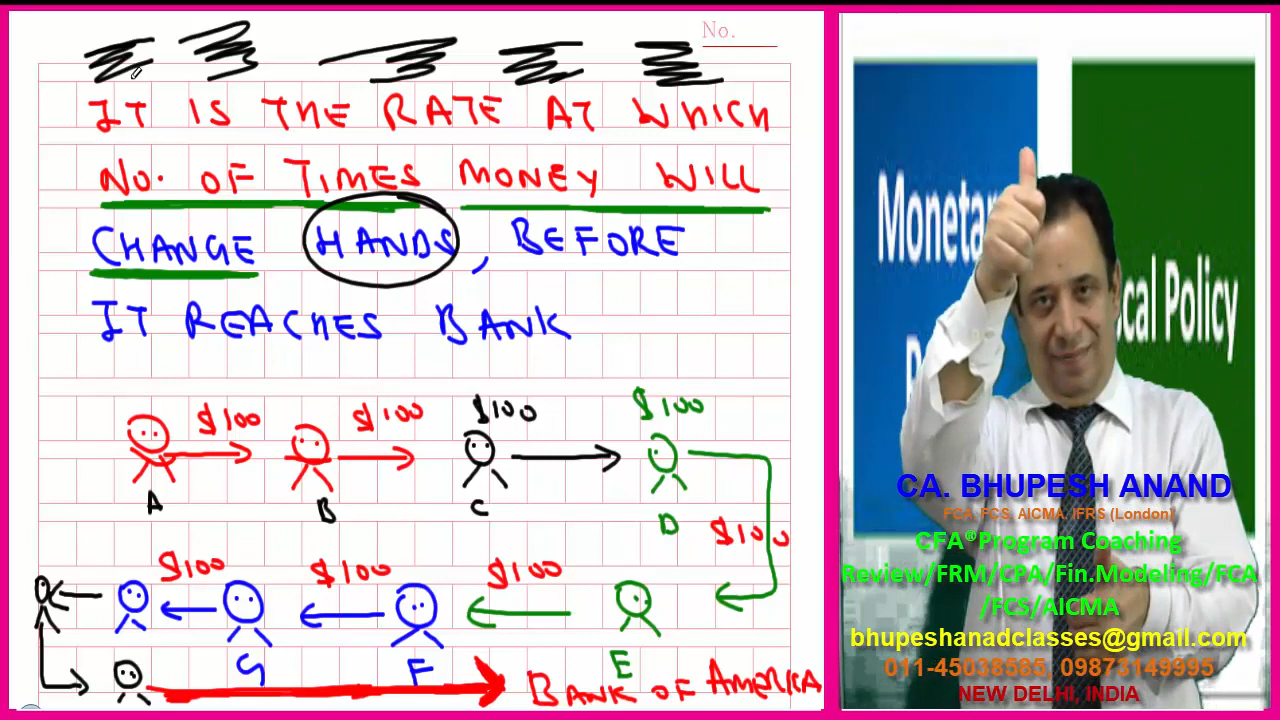 No.
IT IS THE RATE AT WHICH
NO. OF TIMES MONEY WILL
CHANGE HANDS, BEFORE
IT REACHES BANK
$100 $100 $100 $100
A B C D
$100
$100 $100 $100
G F E
BANK OF AMERICA
Monetar
P
cal Policy
CA. BHUPESH ANAND
FCA, FCS, AICMA, IFRS (London)
CFA®Program Coaching
Review/FRM/CPA/Fin.Modeling/FCA
/FCS/AICMA
bhupeshanadclasses@gmail.com
011-45038585, 09873149995
NEW DELHI, INDIA